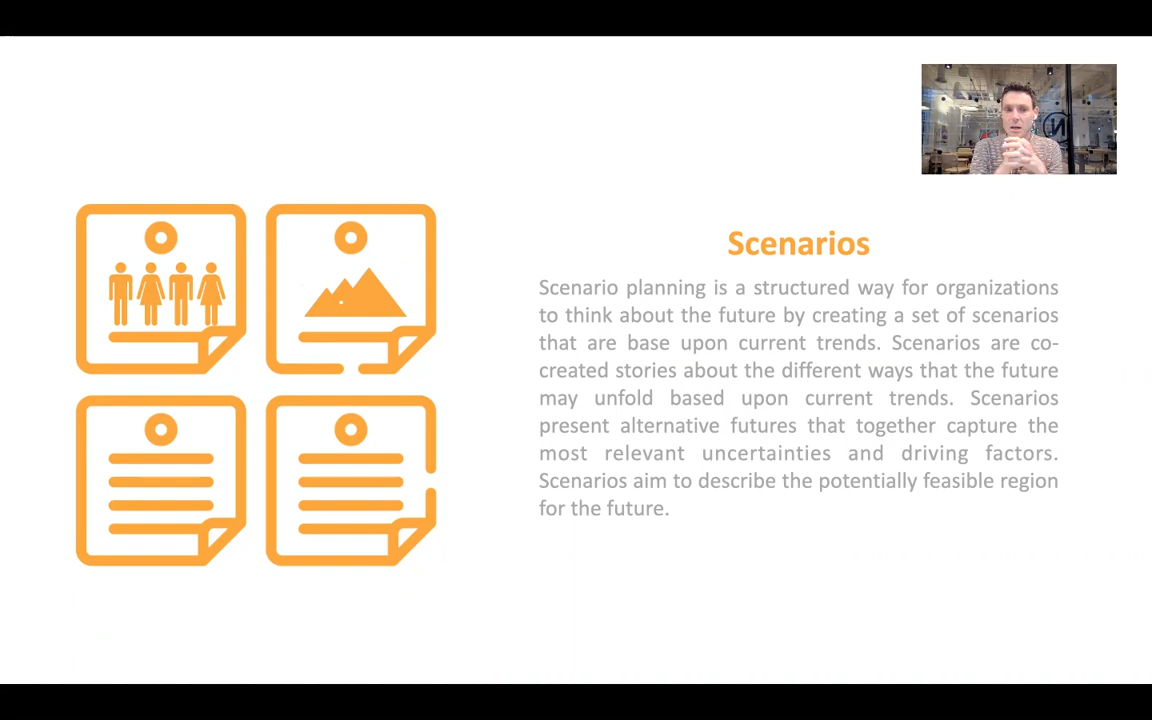 Scenarios
Scenario planning is a structured way for organizations
to think about the future by creating a set of scenarios
that are base upon current trends. Scenarios are co-
created stories about the different ways that the future
may unfold based upon current trends. Scenarios
present alternative futures that together capture the
most relevant uncertainties and driving factors.
Scenarios aim to describe the potentially feasible region
for the future.